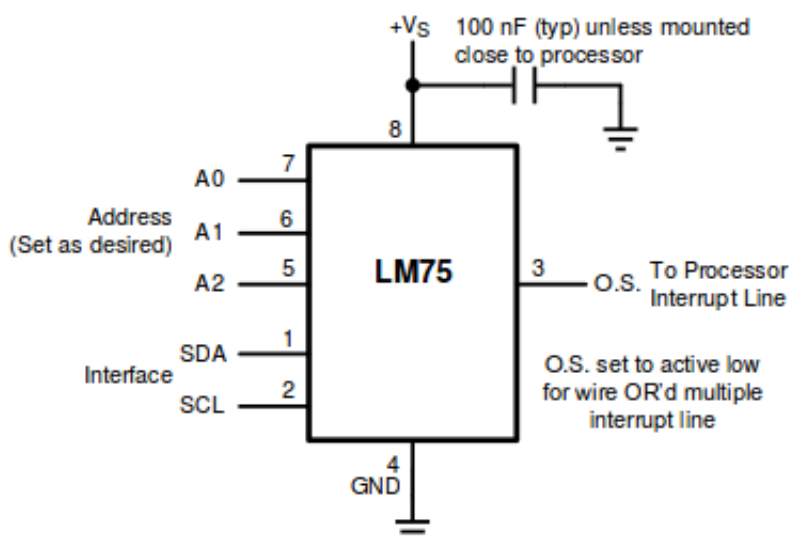 +VS
100 nF (typ) unless mounted
close to processor
8
A0
7
Address
(Set as desired)
A1
6
A2
5
LM75
3
O.S.
To Processor
Interrupt Line
SDA
1
Interface
SCL
2
O.S. set to active low
for wire OR'd multiple
interrupt line
4
GND